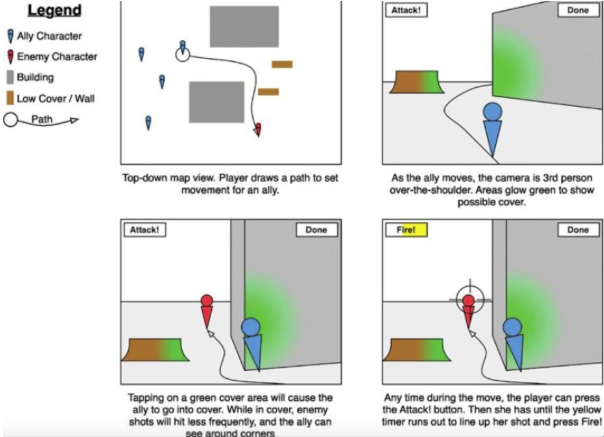 Legend
Ally Character
Enemy Character
Building
Low Cover / Wall
Path
Top-down map view. Player draws a path to set
movement for an ally.
Attack!
Done
As the ally moves, the camera is 3rd person
over-the-shoulder. Areas glow green to show
possible cover.
Attack!
Done
Tapping on a green cover area will cause the
ally to go into cover. While in cover, enemy
shots will hit less frequently, and the ally can
see around corners
Fire!
Done
Any time during the move, the player can press
the Attack! button. Then she has until the yellow
timer runs out to line up her shot and press Fire!